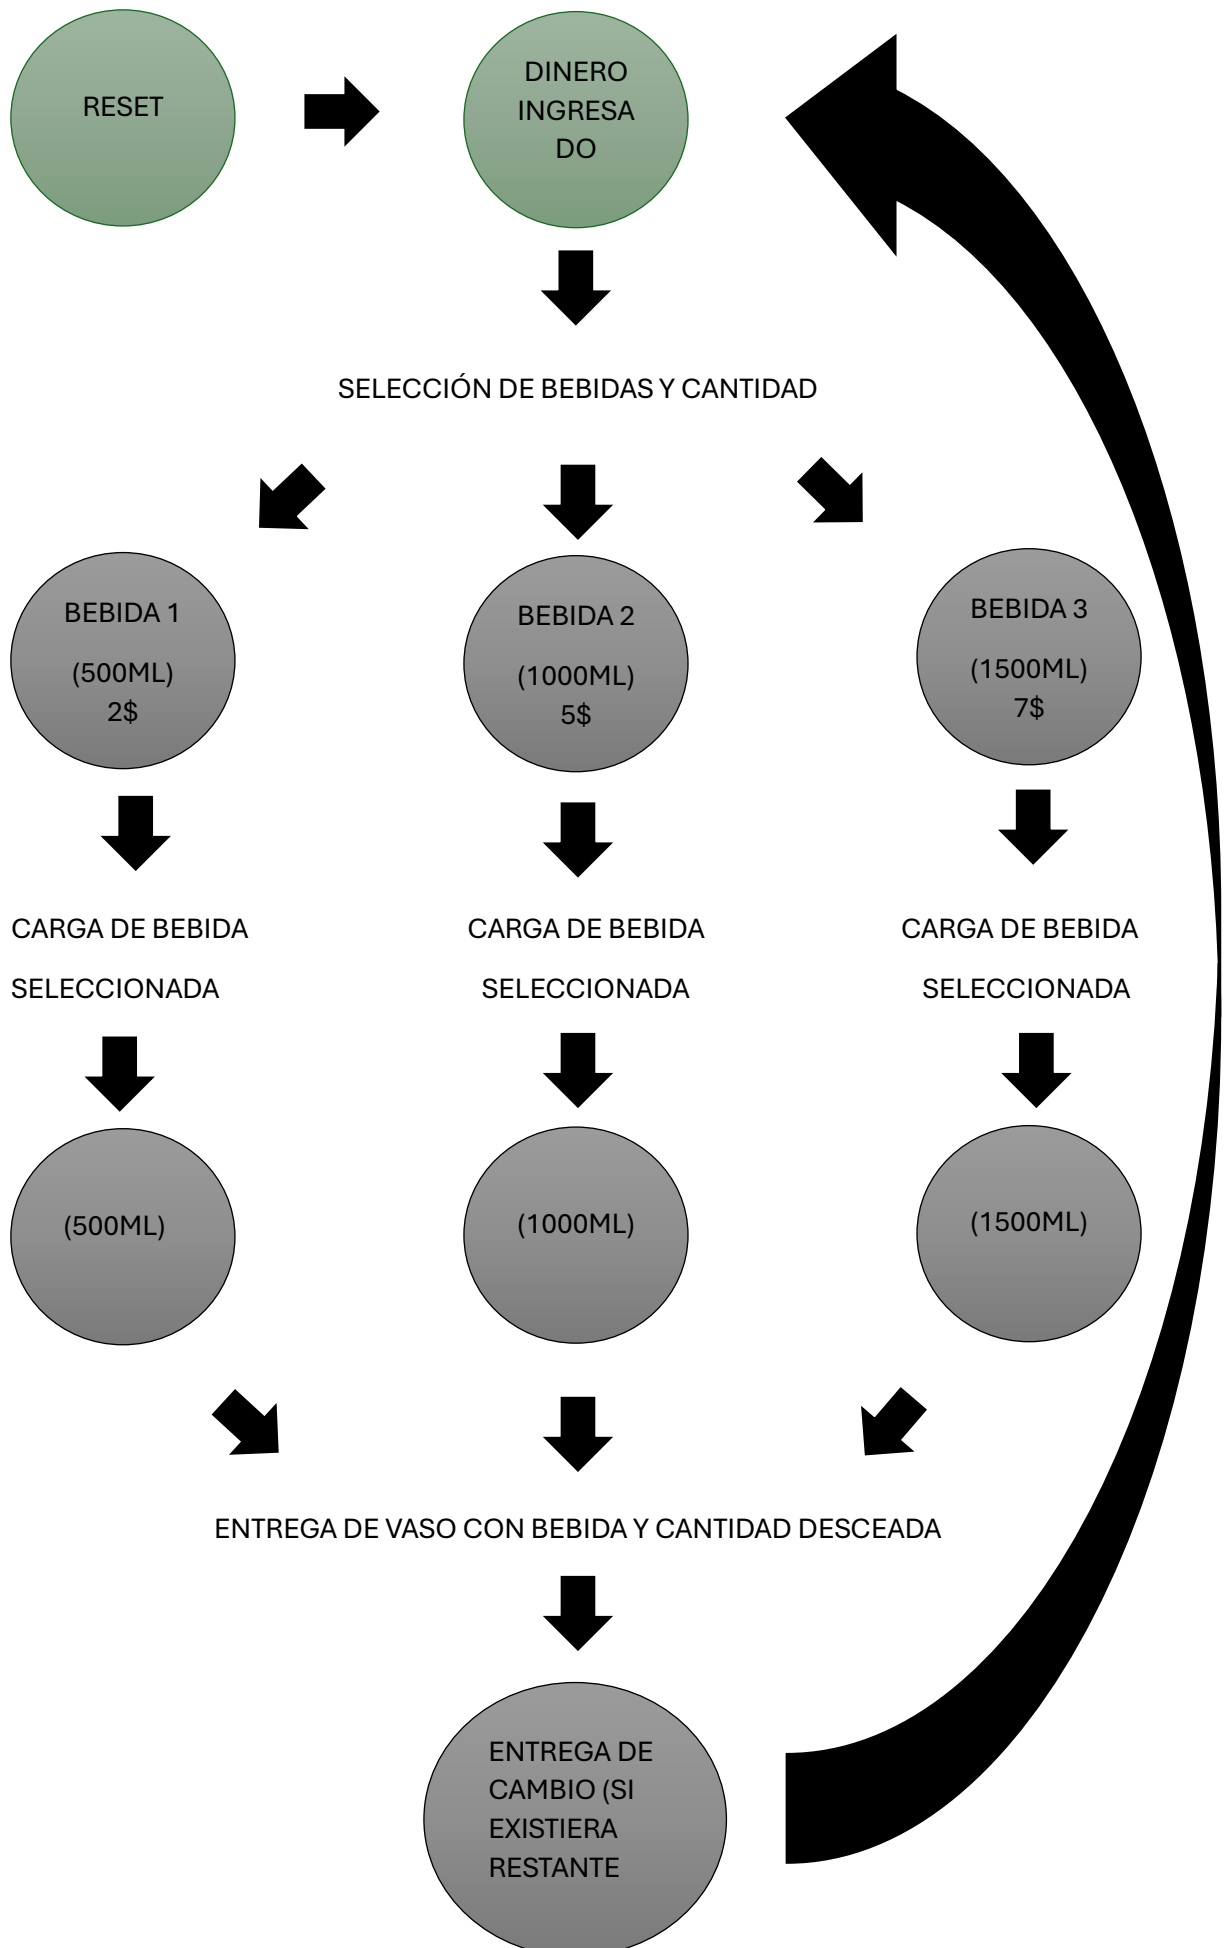 RESET
DINERO
INGRESA
DO
SELECCIÓN DE BEBIDAS Y CANTIDAD
BEBIDA 1
(500ML)
2$
BEBIDA 2
(1000ML)
5$
BEBIDA 3
(1500ML)
7$
CARGA DE BEBIDA
SELECCIONADA
CARGA DE BEBIDA
SELECCIONADA
CARGA DE BEBIDA
SELECCIONADA
(500ML)
(1000ML)
(1500ML)
ENTREGA DE VASO CON BEBIDA Y CANTIDAD DESCEADA
ENTREGA DE
CAMBIO (SI
EXISTIERA
RESTANTE